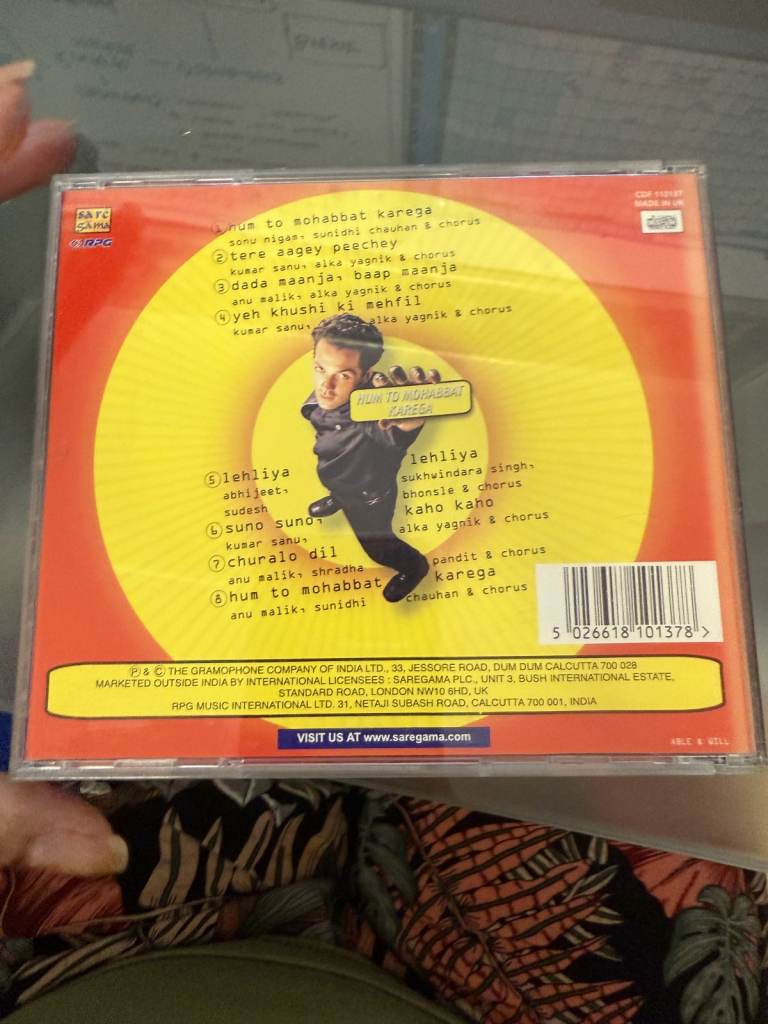 sa re
ga ma
RPG
CDF 112137
MADE IN UK
1 hum to mohabbat karega
sonu nigam, sunidhi chauhan & chorus
2 tere aagey peechey
kumar sanu, alka yagnik & chorus
3 dada maanja, baap maanja
anu malik, alka yagnik & chorus
4 yeh khushi ki mehfil
kumar sanu, alka yagnik & chorus
HUM TO MOHABBAT
KAREGA
5 lehliya lehliya
abhijeet, sukhwindara singh,
sudesh bhonsle & chorus
6 suno suno, kaho kaho
kumar sanu, alka yagnik & chorus
7 churalo dil
anu malik, shradha pandit & chorus
8 hum to mohabbat karega
anu malik, sunidhi chauhan & chorus
5 026618 101378 >
Ⓟ & © THE GRAMOPHONE COMPANY OF INDIA LTD., 33, JESSORE ROAD, DUM DUM CALCUTTA 700 028
MARKETED OUTSIDE INDIA BY INTERNATIONAL LICENSEES : SAREGAMA PLC., UNIT 3, BUSH INTERNATIONAL ESTATE,
STANDARD ROAD, LONDON NW10 6HD, UK
RPG MUSIC INTERNATIONAL LTD. 31, NETAJI SUBASH ROAD, CALCUTTA 700 001, INDIA
VISIT US AT www.saregama.com
ABLE & WILL